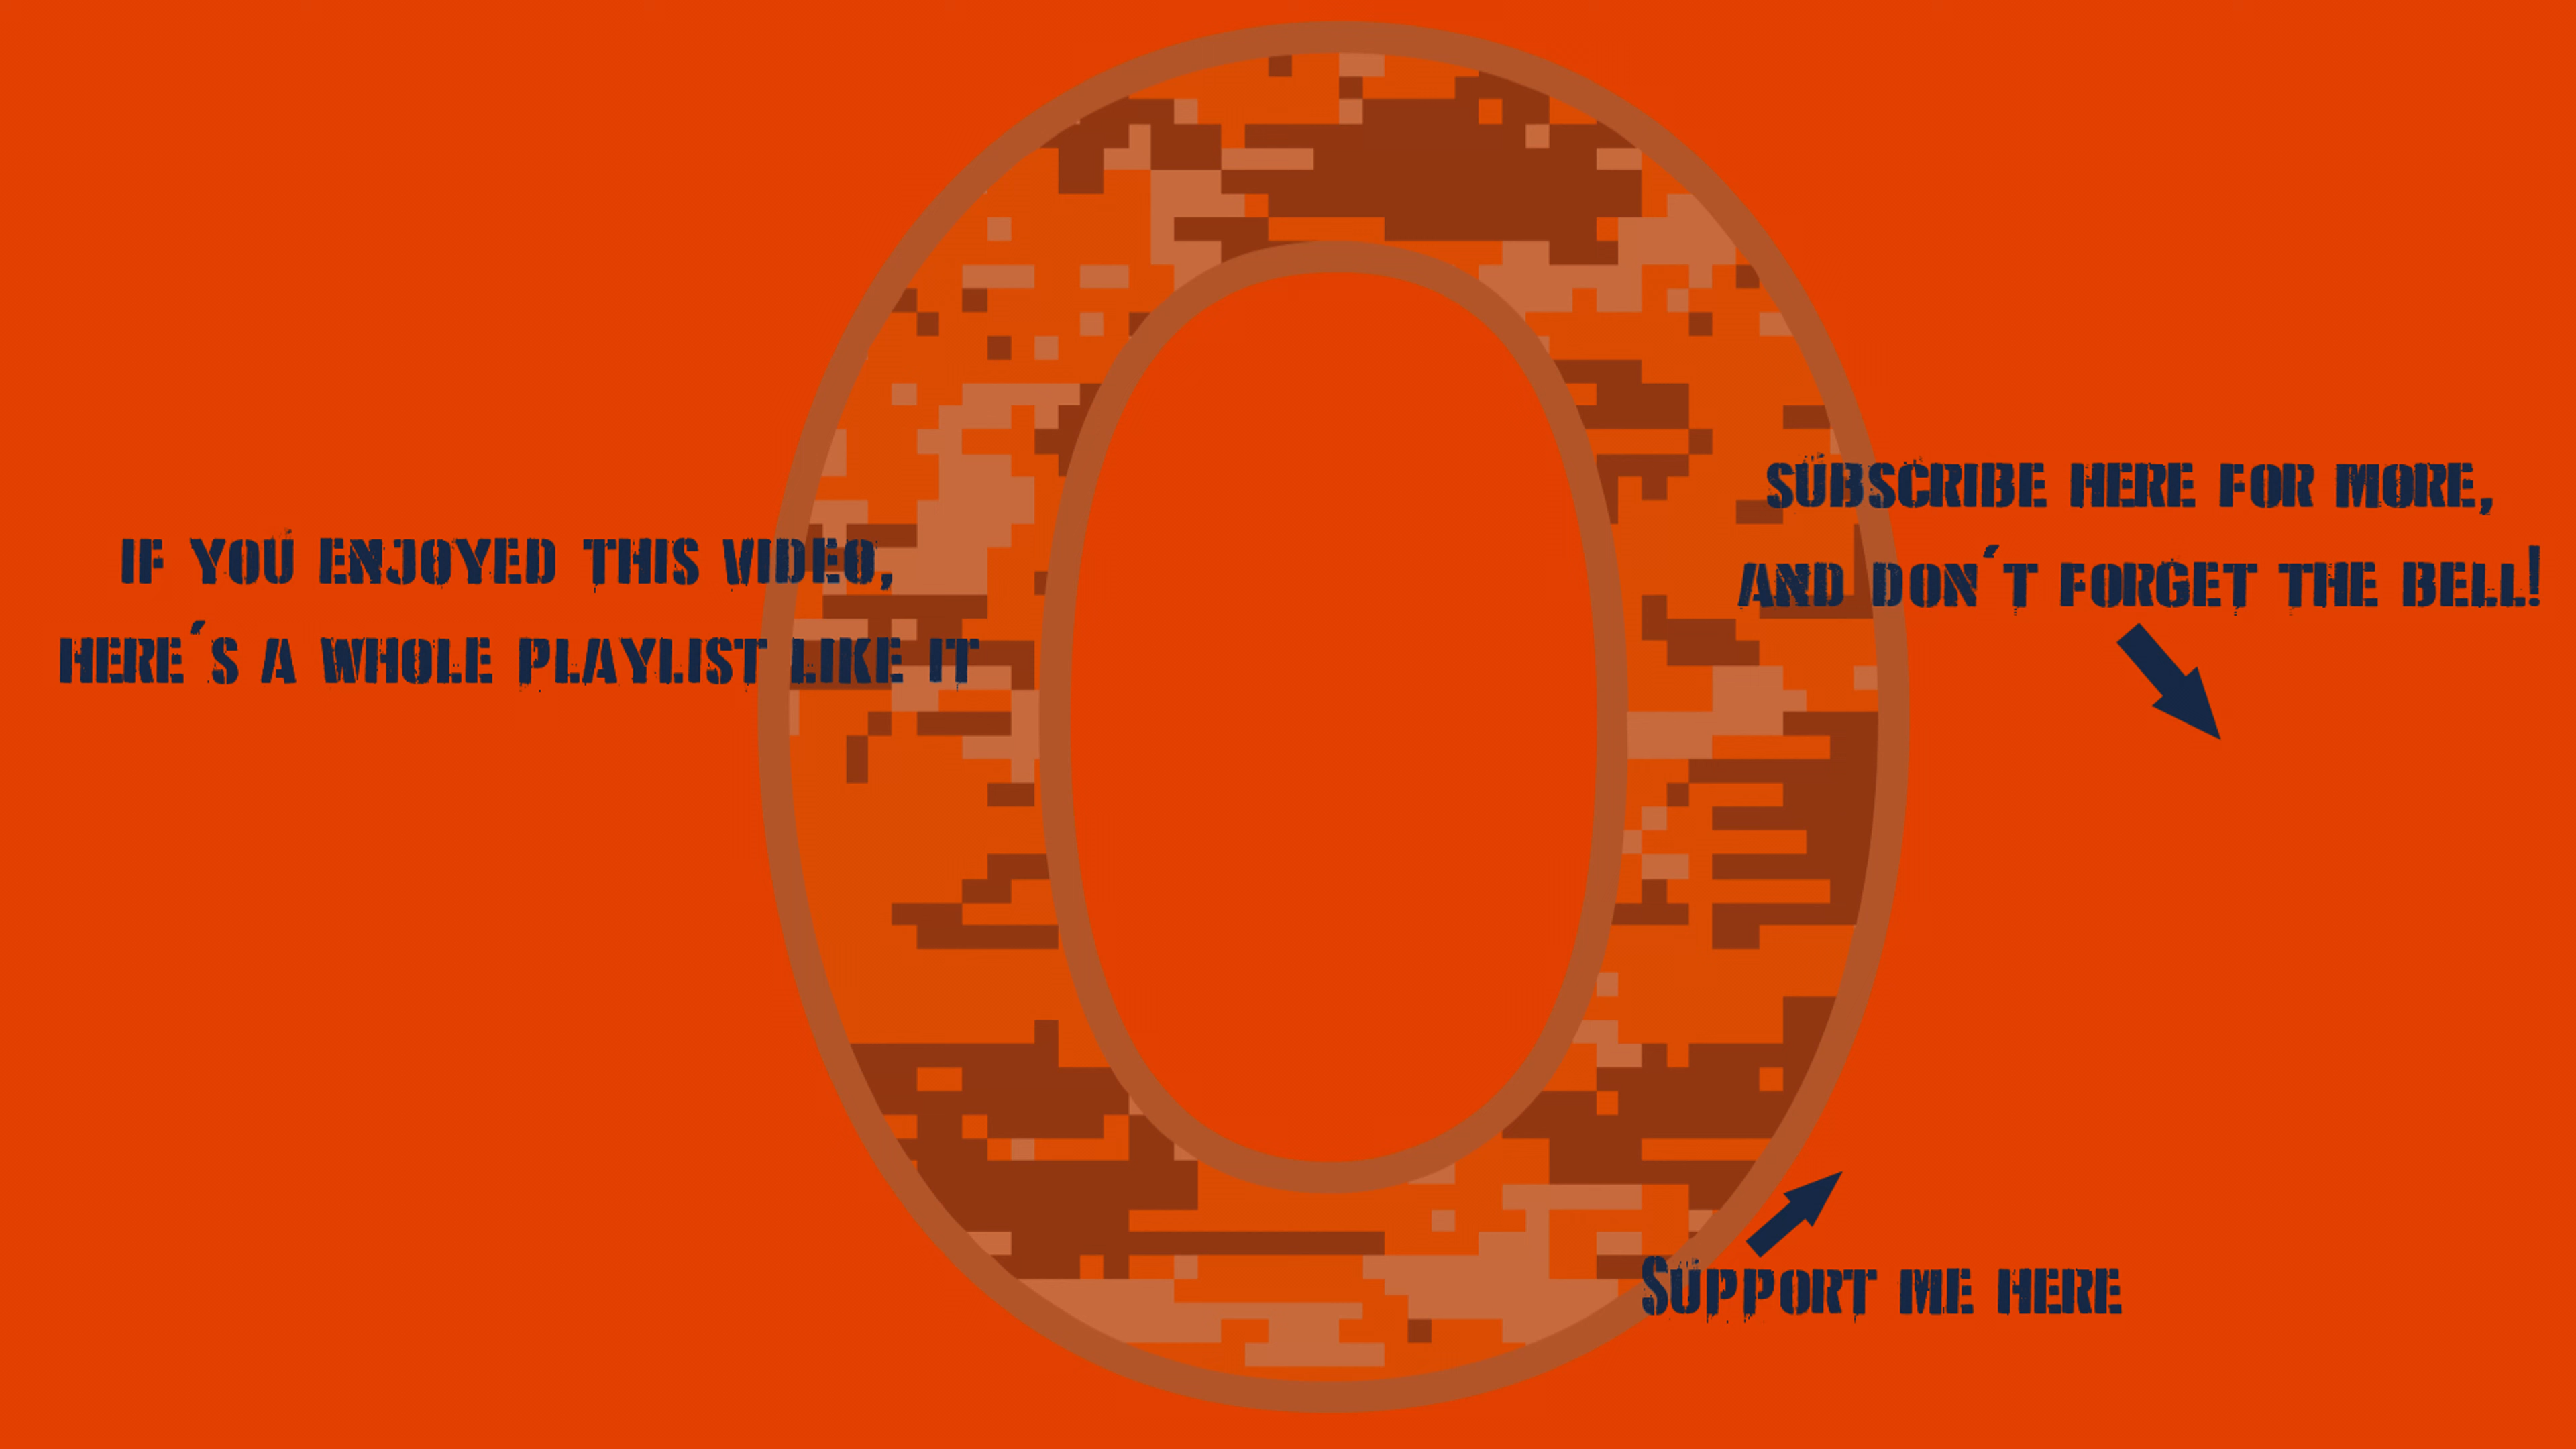 IF YOU ENJOYED THIS VIDEO,
HERE´S A WHOLE PLAYLIST LIKE IT
SUBSCRIBE HERE FOR MORE,
AND DON´T FORGET THE BELL!
SUPPORT ME HERE
O